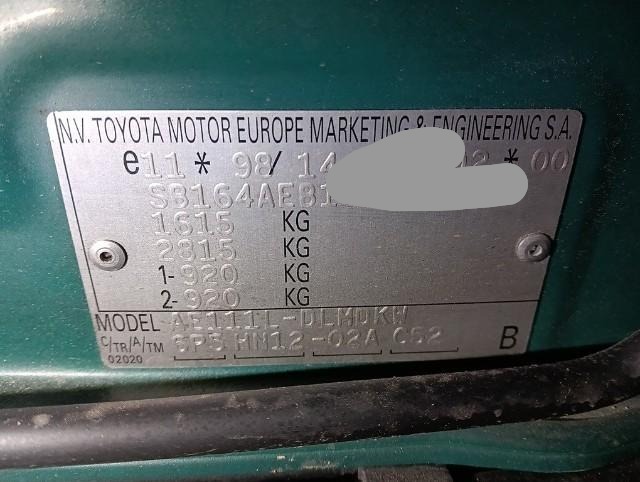 N.V. TOYOTA MOTOR EUROPE MARKETING & ENGINEERING S.A.
e11 * 98/14 * 00
SB164AEB1
1615 KG
2815 KG
1-920 KG
2-920 KG
MODEL AE111L-DLMDKW
C/TR/A/TM 6P5 HN12-02A C52 B
02020